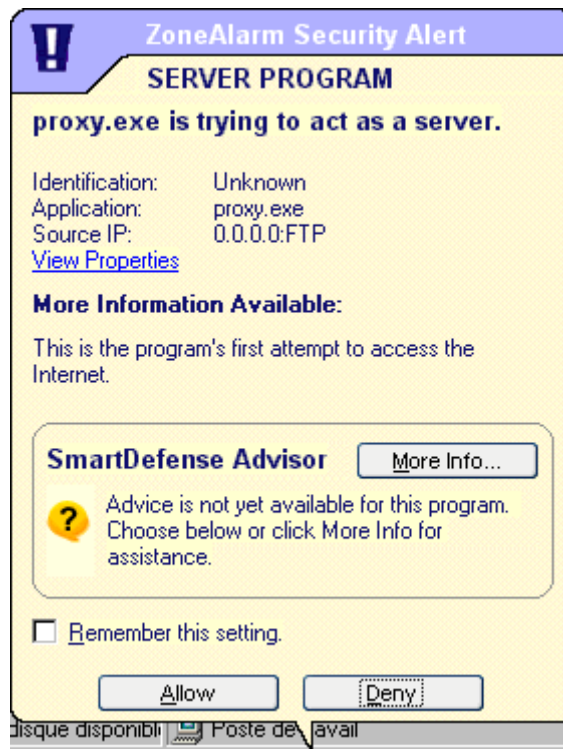 ZoneAlarm Security Alert
SERVER PROGRAM
proxy.exe is trying to act as a server.
Identification: Unknown
Application: proxy.exe
Source IP: 0.0.0.0:FTP
View Properties
More Information Available:
This is the program's first attempt to access the
Internet.
SmartDefense Advisor More Info...
Advice is not yet available for this program.
Choose below or click More Info for
assistance.
Remember this setting.
Allow Deny
disque disponibl Poste de avail